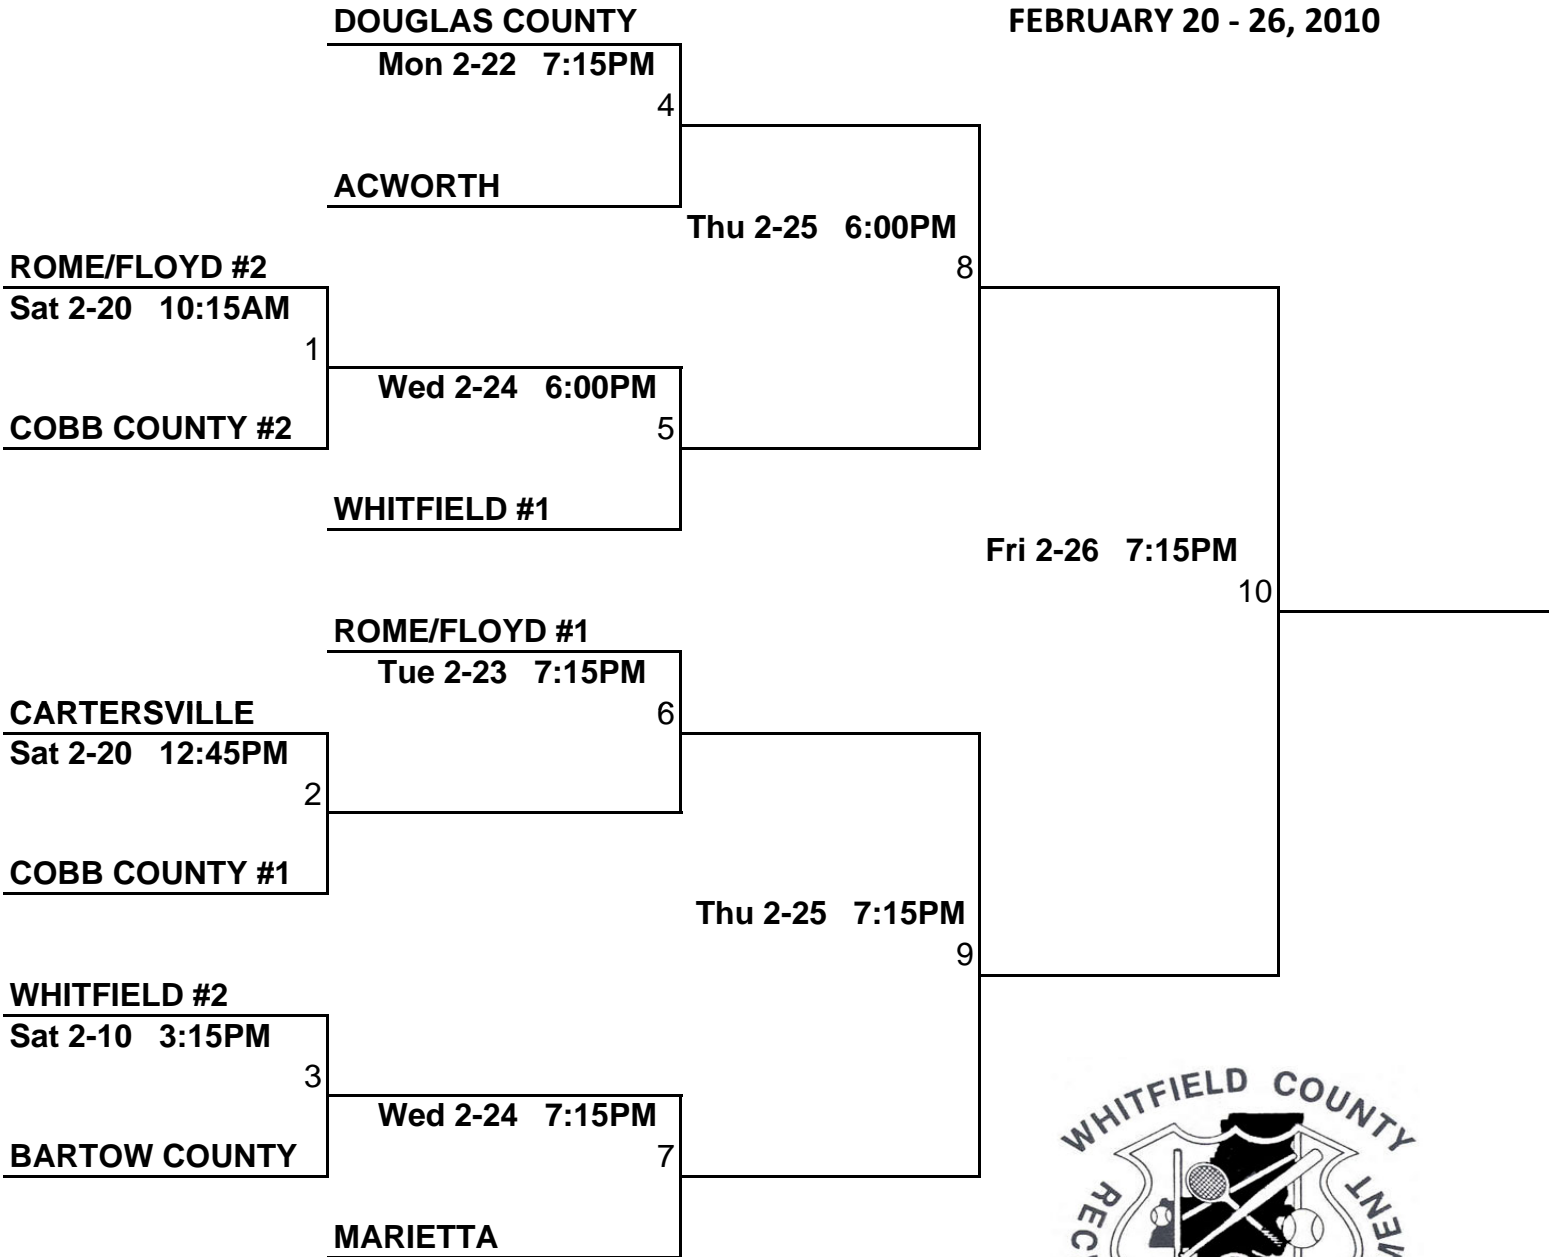 DOUGLAS COUNTY
FEBRUARY 20 - 26, 2010
Mon 2-22 7:15PM
4
ACWORTH
Thu 2-25 6:00PM
8
ROME/FLOYD #2
Sat 2-20 10:15AM
1
Wed 2-24 6:00PM
COBB COUNTY #2
5
WHITFIELD #1
Fri 2-26 7:15PM
10
ROME/FLOYD #1
Tue 2-23 7:15PM
CARTERSVILLE
6
Sat 2-20 12:45PM
2
COBB COUNTY #1
Thu 2-25 7:15PM
9
WHITFIELD #2
Sat 2-10 3:15PM
3
Wed 2-24 7:15PM
BARTOW COUNTY
7
MARIETTA
WHITFIELD COUNTY